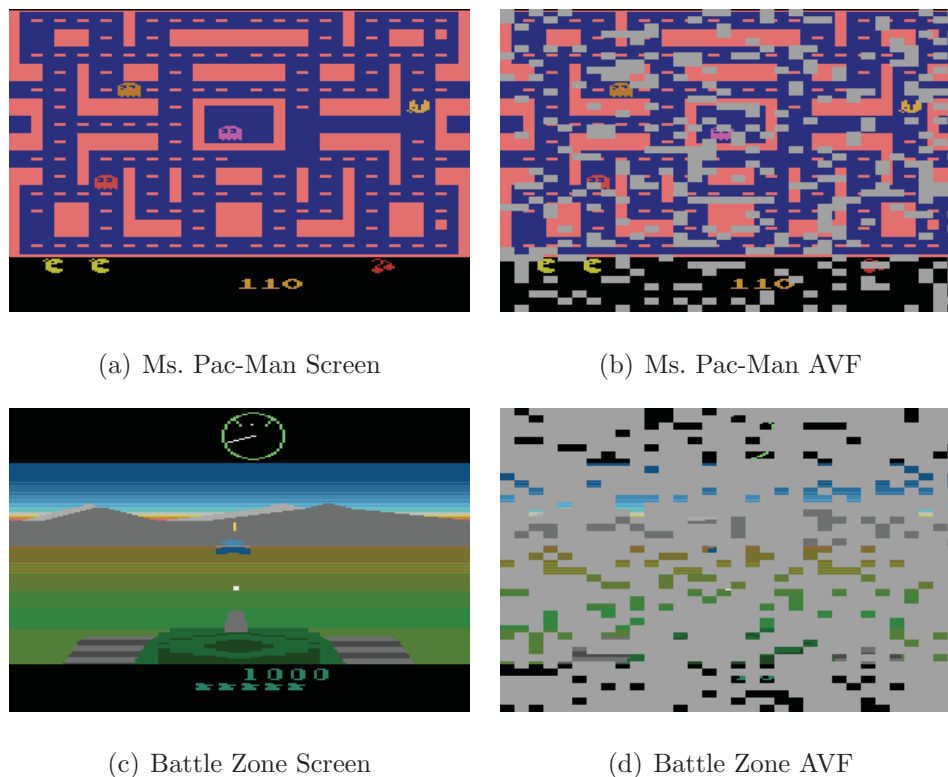 110
110
(a) Ms. Pac-Man Screen
(b) Ms. Pac-Man AVF
1000
(c) Battle Zone Screen
(d) Battle Zone AVF